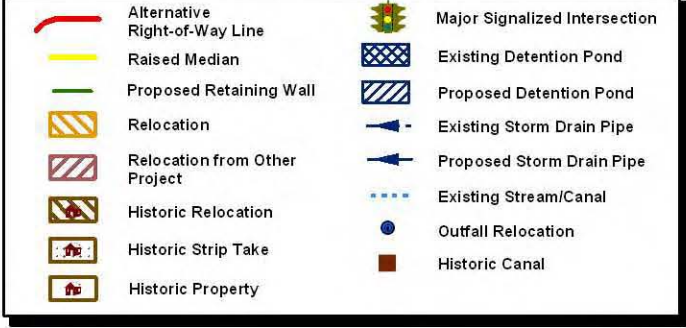 Alternative
Right-of-Way Line
Raised Median
Proposed Retaining Wall
Relocation
Relocation from Other
Project
Historic Relocation
Historic Strip Take
Historic Property
Major Signalized Intersection
Existing Detention Pond
Proposed Detention Pond
Existing Storm Drain Pipe
Proposed Storm Drain Pipe
Existing Stream/Canal
Outfall Relocation
Historic Canal